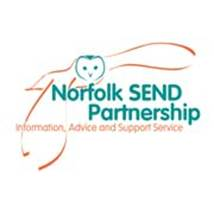 Norfolk SEND
Partnership
Information, Advice and Support Service